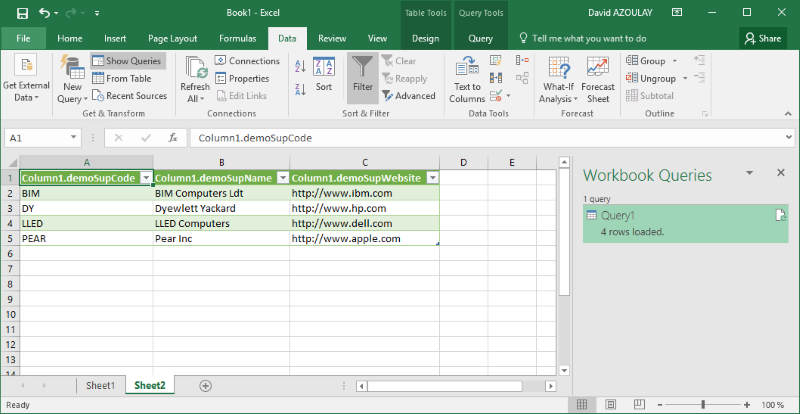 Book1 - Excel
Table Tools
Query Tools
David AZOULAY
File
Home
Insert
Page Layout
Formulas
Data
Review
View
Design
Query
Tell me what you want to do
Share
Get External Data
New Query
Show Queries
From Table
Recent Sources
Get & Transform
Refresh All
Connections
Properties
Edit Links
Connections
Sort
Filter
Clear
Reapply
Advanced
Sort & Filter
Text to Columns
Data Tools
What-If Analysis
Forecast Sheet
Forecast
Group
Ungroup
Subtotal
Outline
A1
fx
Column1.demoSupCode
A B C D E
1 Column1.demoSupCode Column1.demoSupName Column1.demoSupWebsite
2 BIM BIM Computers Ldt http://www.ibm.com
3 DY Dyewlett Yackard http://www.hp.com
4 LLED LLED Computers http://www.dell.com
5 PEAR Pear Inc http://www.apple.com
6
7
8
9
10
11
12
13
14
Workbook Queries
1 query
Query1
4 rows loaded.
Sheet1
Sheet2
Ready
100 %